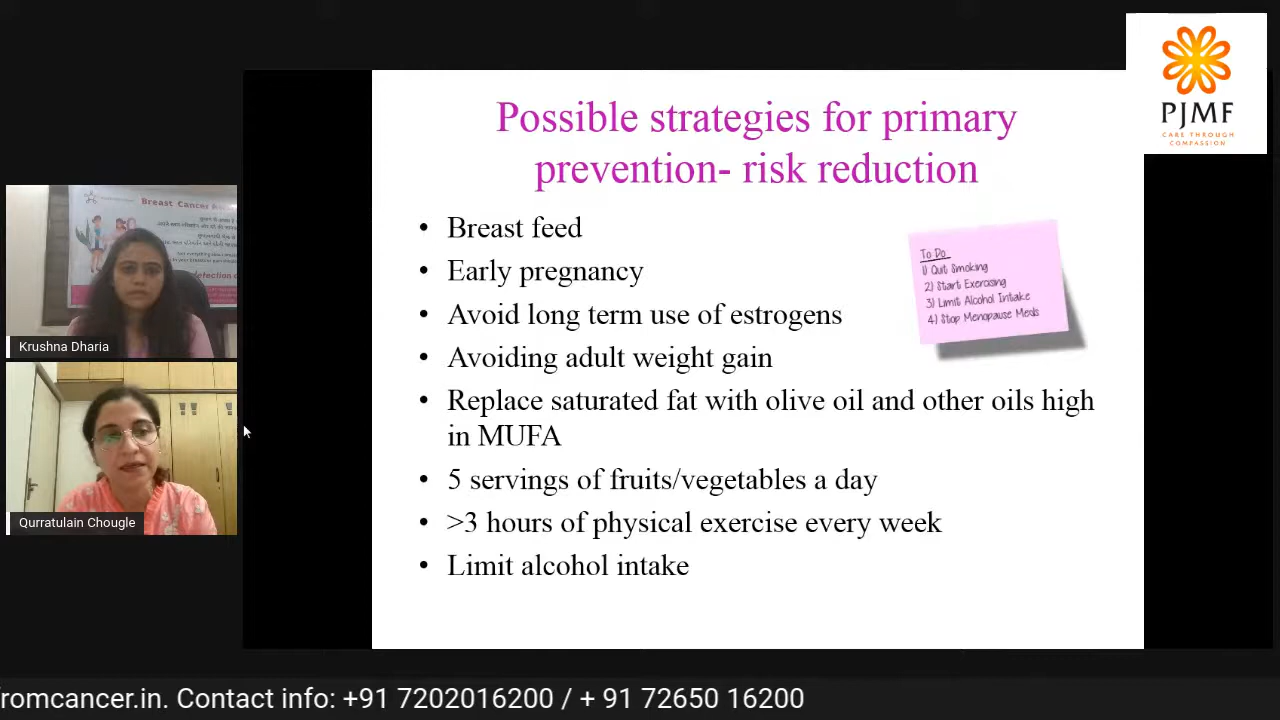 PJMF
CARE THROUGH
COMPASSION
Possible strategies for primary
prevention- risk reduction
• Breast feed
• Early pregnancy
• Avoid long term use of estrogens
• Avoiding adult weight gain
• Replace saturated fat with olive oil and other oils high
in MUFA
• 5 servings of fruits/vegetables a day
• >3 hours of physical exercise every week
• Limit alcohol intake
To Do
1) Quit Smoking
2) Start Exercising
3) Limit Alcohol Intake
4) Stop Menopause Meds
Breast Cancer
Krushna Dharia
Qurratulain Chougle
fromcancer.in. Contact info: +91 7202016200 / + 91 72650 16200